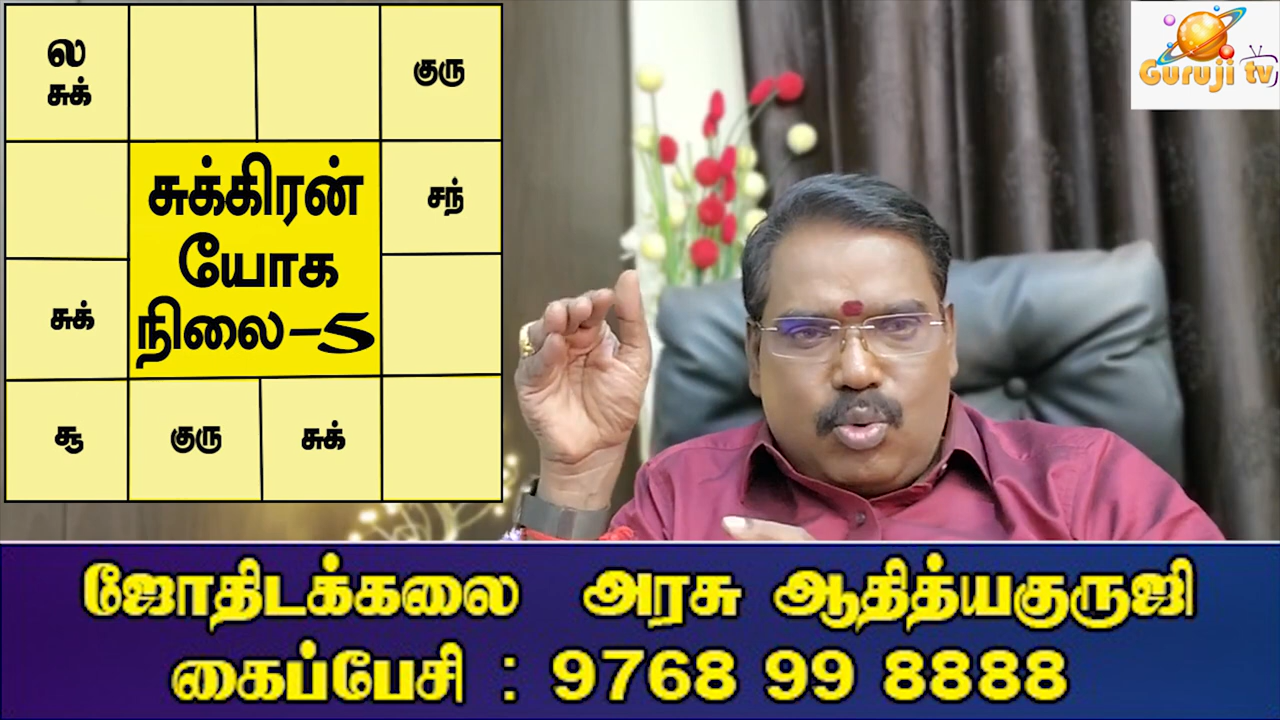 ல
சுக்
குரு
Guruji tv
சுக்கிரன்
யோக
நிலை-5
சந்
சுக்
சூ
குரு
சுக்
ஜோதிடக்கலை அரசு ஆதித்யகுருஜி
கைப்பேசி : 9768 99 8888